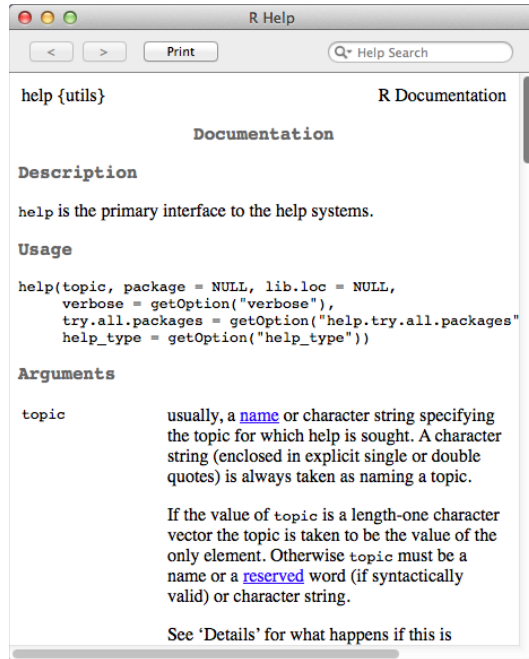 R Help
< > Print Help Search
help {utils} R Documentation
Documentation
Description
help is the primary interface to the help systems.
Usage
help(topic, package = NULL, lib.loc = NULL,
verbose = getOption("verbose"),
try.all.packages = getOption("help.try.all.packages"
help_type = getOption("help_type"))
Arguments
topic usually, a name or character string specifying
the topic for which help is sought. A character
string (enclosed in explicit single or double
quotes) is always taken as naming a topic.
If the value of topic is a length-one character
vector the topic is taken to be the value of the
only element. Otherwise topic must be a
name or a reserved word (if syntactically
valid) or character string.
See ‘Details’ for what happens if this is